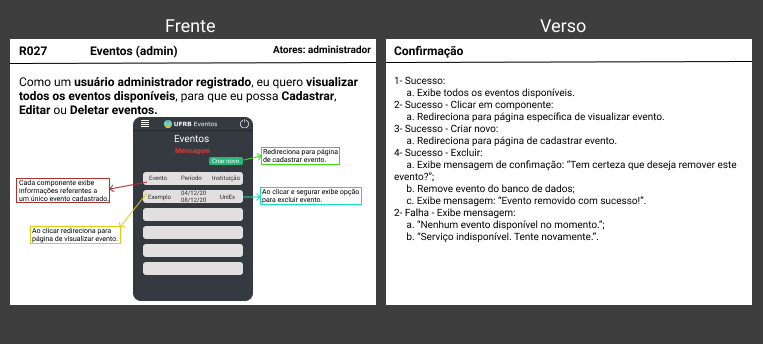 Frente
R027 Eventos (admin) Atores: administrador
Como um usuário administrador registrado, eu quero visualizar
todos os eventos disponíveis, para que eu possa Cadastrar,
Editar ou Deletar eventos.
UFRB Eventos
Eventos
Mensagem
Criar novo
Redireciona para página
de cadastrar evento.
Evento Período Instituição
Cada componente exibe
informações referentes a
um único evento cadastrado.
Exemplo 04/12/20 08/12/20 UniEx
Ao clicar e segurar exibe opção
para excluir evento.
Ao clicar redireciona para
página de visualizar evento.
Verso
Confirmação
1- Sucesso:
a. Exibe todos os eventos disponíveis.
2- Sucesso - Clicar em componente:
a. Redireciona para página específica de visualizar evento.
3- Sucesso - Criar novo:
a. Redireciona para página de cadastrar evento.
4- Sucesso - Excluir:
a. Exibe mensagem de confimação: “Tem certeza que deseja remover este
evento?”;
b. Remove evento do banco de dados;
c. Exibe mensagem: “Evento removido com sucesso!”.
2- Falha - Exibe mensagem:
a. “Nenhum evento disponível no momento.”;
b. “Serviço indisponível. Tente novamente.”.